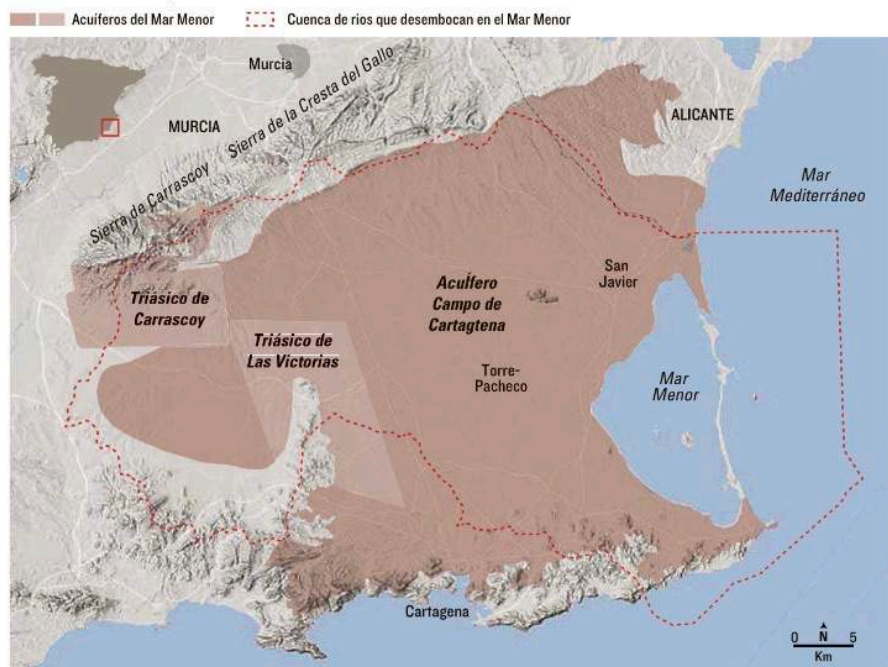 Acuíferos del Mar Menor
Cuenca de rios que desembocan en el Mar Menor
Murcia
MURCIA
Sierra de la Cresta del Gallo
Sierra de Carrascoy
ALICANTE
Mar
Mediterráneo
San
Javier
Acuífero
Campo de
Cartagtena
Triásico de
Carrascoy
Triásico de
Las Victorias
Torre-
Pacheco
Mar
Menor
Cartagena
0 N 5
Km